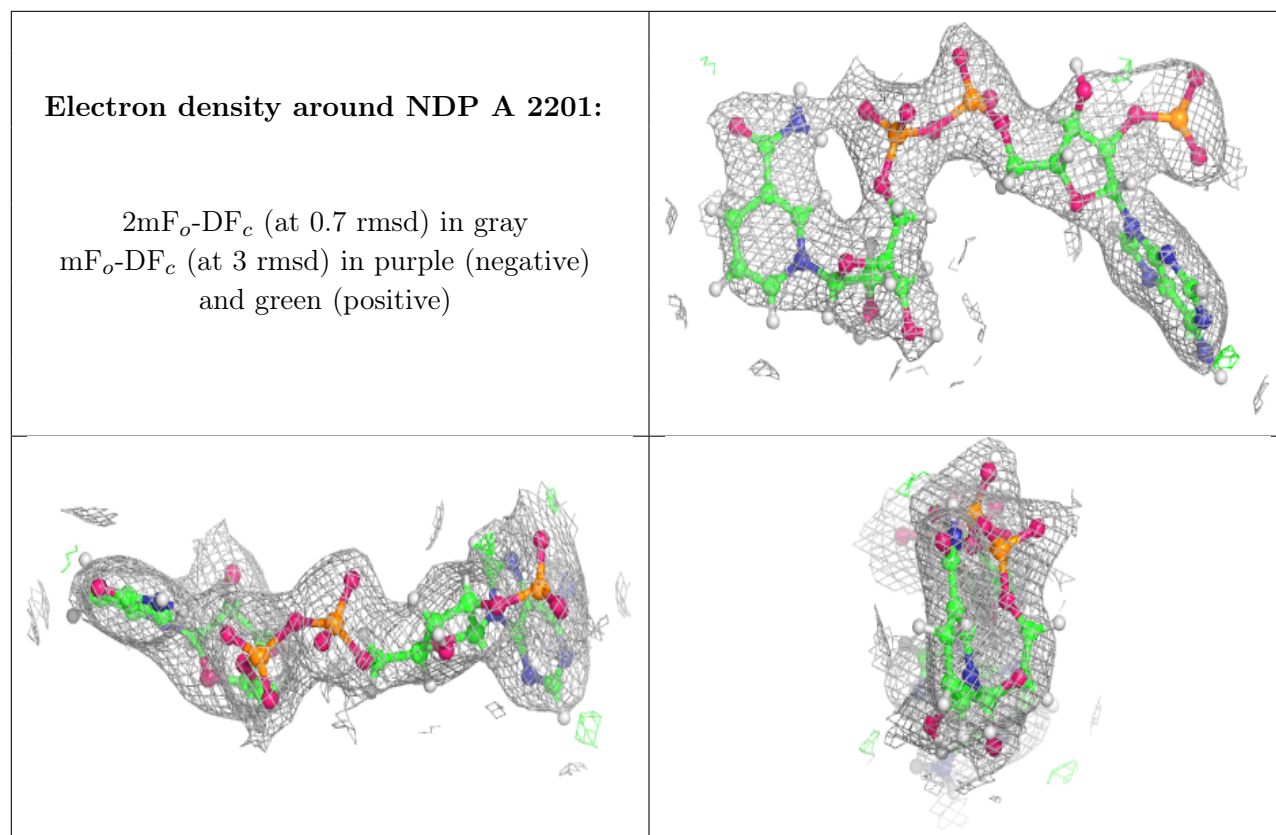 Electron density around NDP A 2201:
2mFo-DFc (at 0.7 rmsd) in gray
mFo-DFc (at 3 rmsd) in purple (negative)
and green (positive)